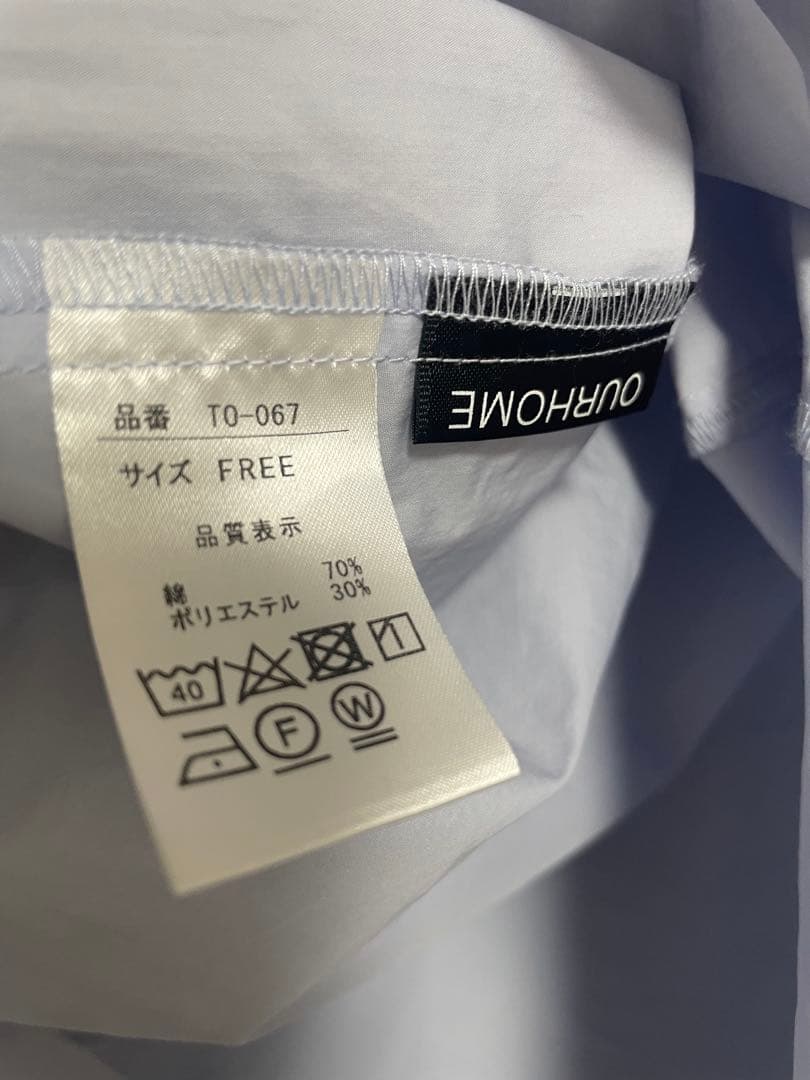 品番 TO-067
サイズ FREE
品質表示
綿 70%
ポリエステル 30%
40
F
W
OURHOME